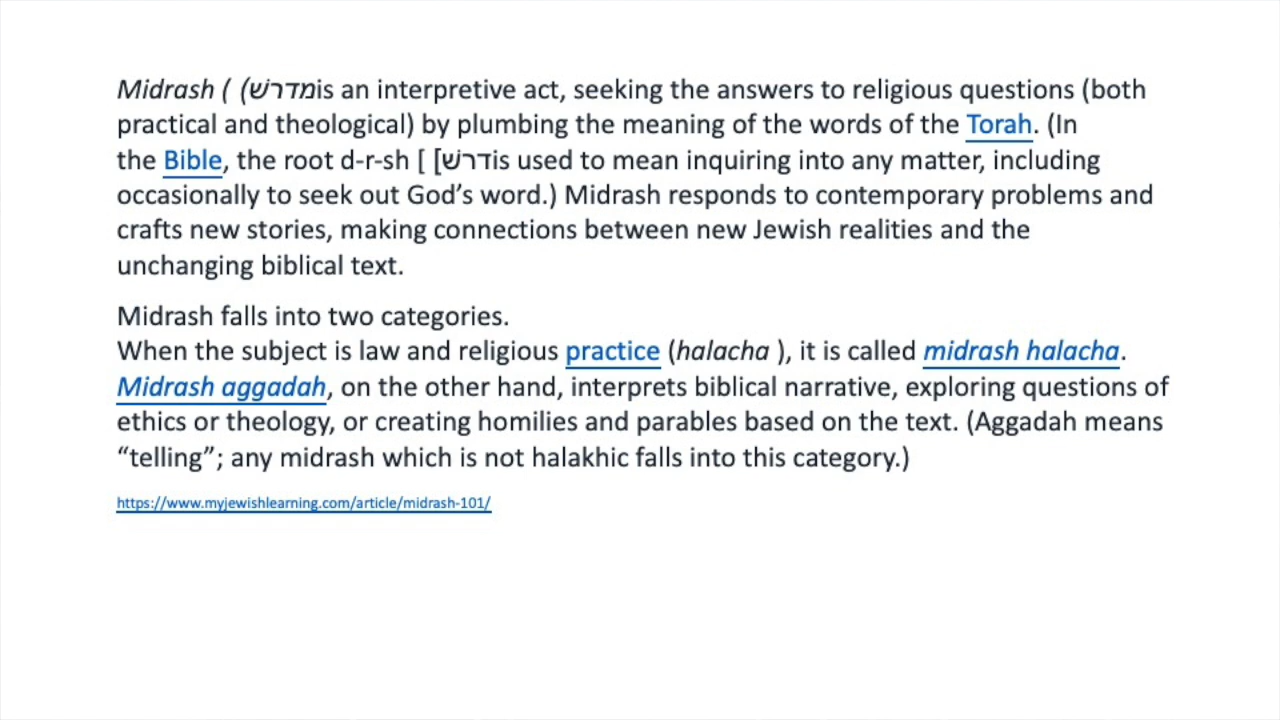 Midrash ( (מדרשׁis an interpretive act, seeking the answers to religious questions (both
practical and theological) by plumbing the meaning of the words of the Torah. (In
the Bible, the root d-r-sh [ [דרשׁis used to mean inquiring into any matter, including
occasionally to seek out God’s word.) Midrash responds to contemporary problems and
crafts new stories, making connections between new Jewish realities and the
unchanging biblical text.
Midrash falls into two categories.
When the subject is law and religious practice (halacha ), it is called midrash halacha.
Midrash aggadah, on the other hand, interprets biblical narrative, exploring questions of
ethics or theology, or creating homilies and parables based on the text. (Aggadah means
“telling”; any midrash which is not halakhic falls into this category.)
https://www.myjewishlearning.com/article/midrash-101/